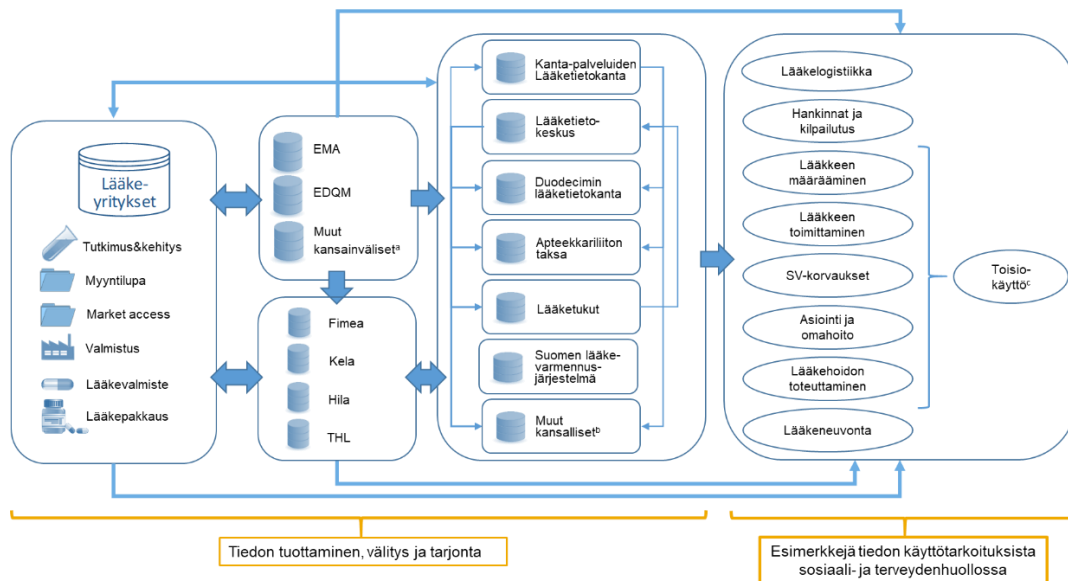 Lääke-
yritykset
Tutkimus&kehitys
Myyntilupa
Market access
Valmistus
Lääkevalmiste
Lääkepakkaus
EMA
EDQM
Muut
kansainvälisetᵃ
Fimea
Kela
Hila
THL
Kanta-palveluiden
Lääketietokanta
Lääketieto-
keskus
Duodecimin
lääketietokanta
Apteekkariliiton
taksa
Lääketukut
Suomen lääke-
varmennus-
järjestelmä
Muut
kansallisetᵇ
Lääkelogistiikka
Hankinnat ja
kilpailutus
Lääkkeen
määrääminen
Lääkkeen
toimittaminen
SV-korvaukset
Asiointi ja
omahoito
Lääkehoidon
toteuttaminen
Lääkeneuvonta
Toisio-
käyttöᶜ
Tiedon tuottaminen, välitys ja tarjonta
Esimerkkejä tiedon käyttötarkoituksista
sosiaali- ja terveydenhuollossa